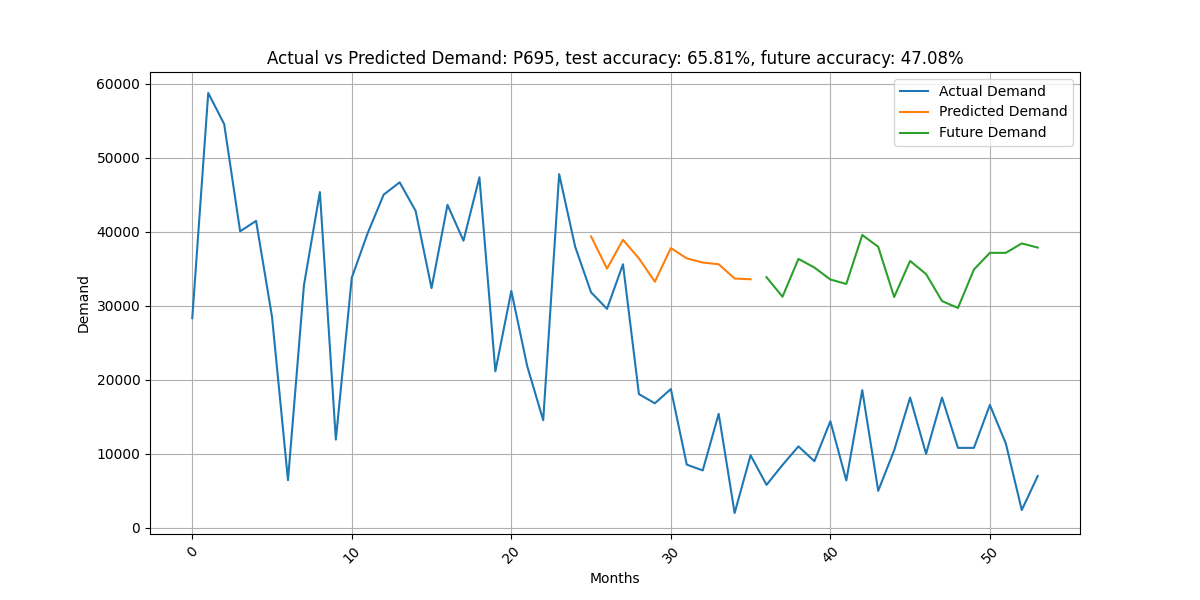 Actual vs Predicted Demand: P695, test accuracy: 65.81%, future accuracy: 47.08%
60000
50000
40000
30000
20000
10000
0
Demand
Actual Demand
Predicted Demand
Future Demand
0
10
20
30
40
50
Months